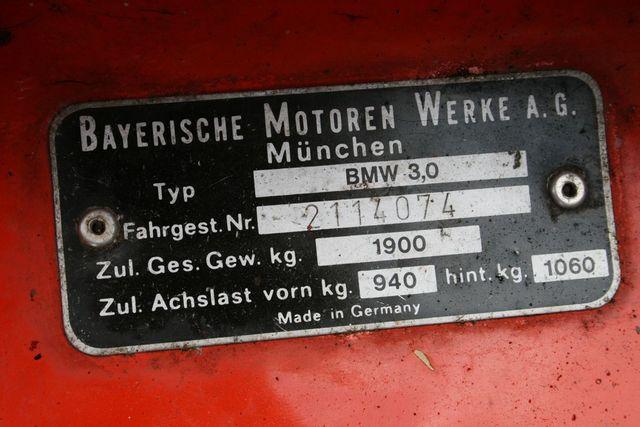 BAYERISCHE MOTOREN WERKE A.G.
München
Typ BMW 3,0
Fahrgest.Nr. 2114074
Zul. Ges. Gew. kg. 1900
Zul. Achslast vorn kg. 940 hint. kg. 1060
Made in Germany